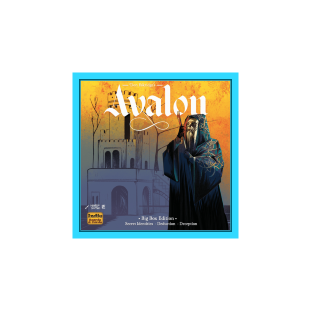 Avalon
- Big Box Edition -
Secret Identities · Deduction · Deception